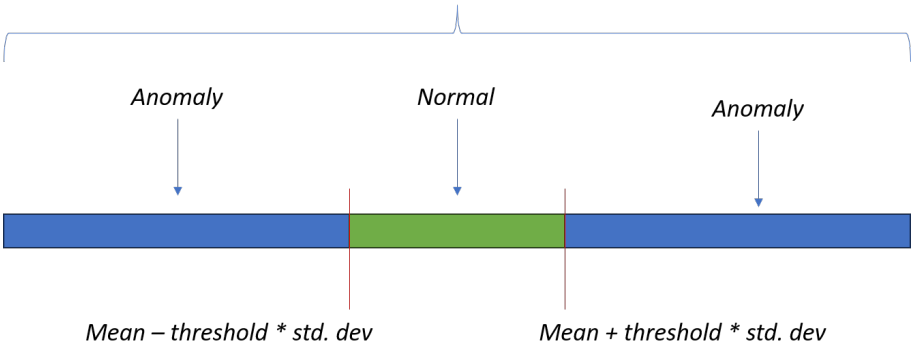 Anomaly
Normal
Anomaly
Mean – threshold * std. dev
Mean + threshold * std. dev